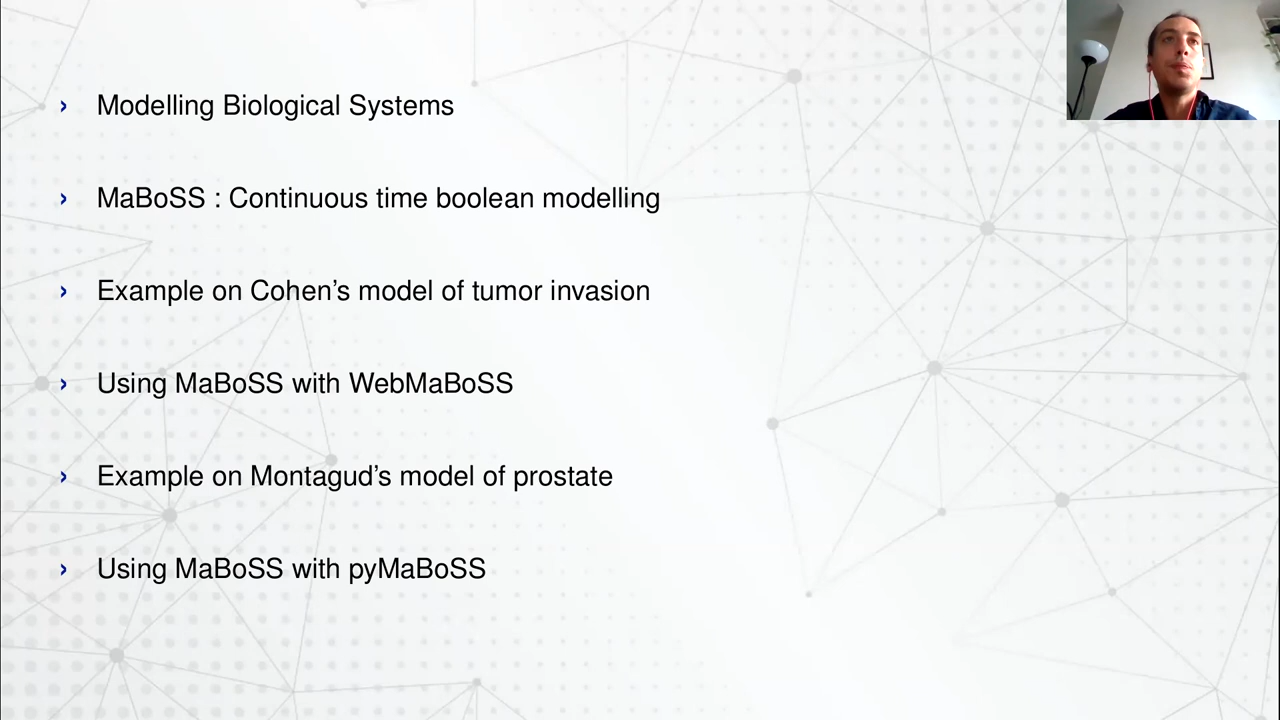 Modelling Biological Systems
MaBoSS : Continuous time boolean modelling
Example on Cohen’s model of tumor invasion
Using MaBoSS with WebMaBoSS
Example on Montagud’s model of prostate
Using MaBoSS with pyMaBoSS